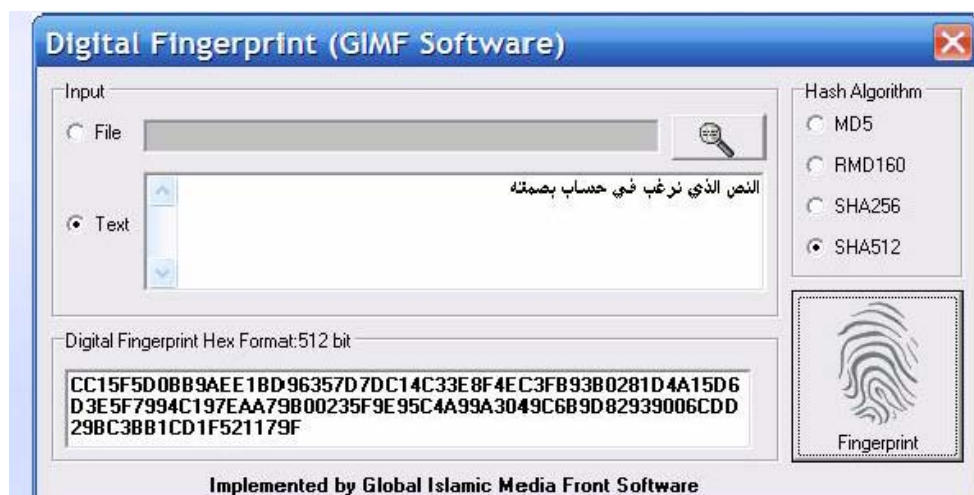 Digital Fingerprint (GIMF Software)
Input
File
النص الذي نرغب في حساب بصمته
Text
Hash Algorithm
MD5
RMD160
SHA256
SHA512
Digital Fingerprint Hex Format:512 bit
CC15F5D0BB9AEE1BD96357D7DC14C33E8F4EC3FB93B0281D4A15D6
D3E5F7994C197EAA79B00235F9E95C4A99A3049C6B9D82939006CDD
29BC3BB1CD1F521179F
Fingerprint
Implemented by Global Islamic Media Front Software